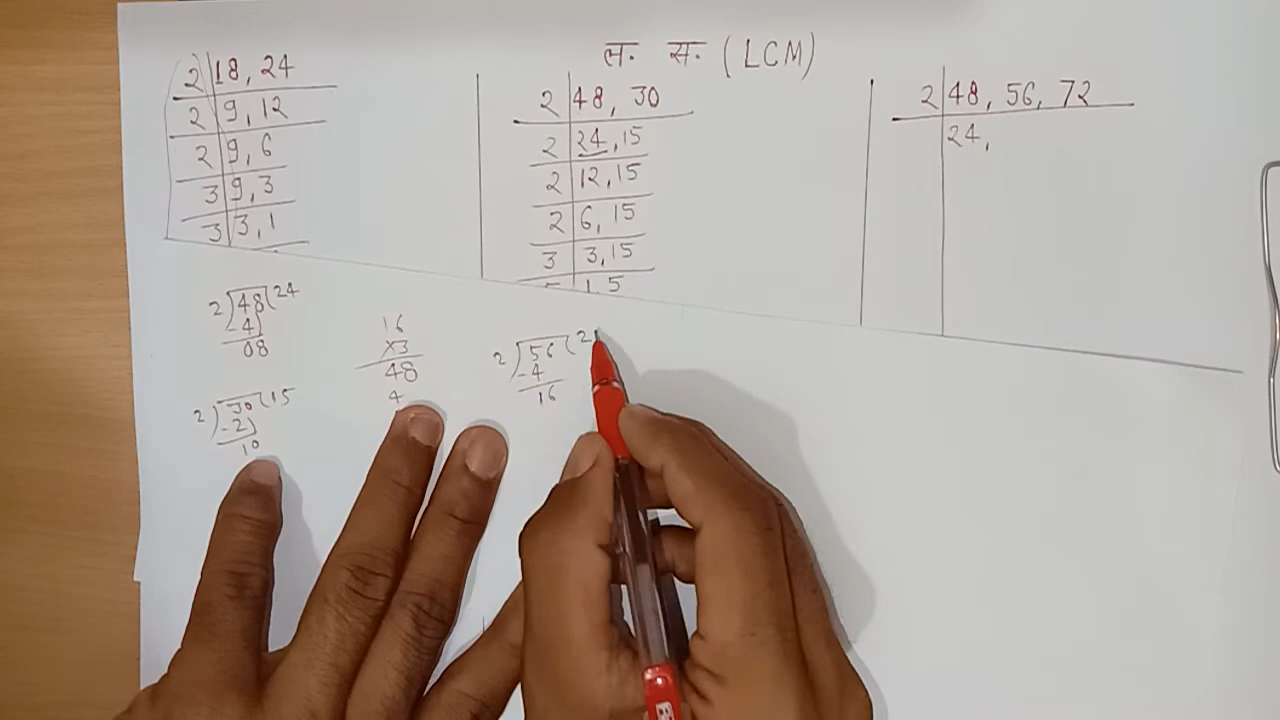 ल. स. (LCM)
2 18, 24
2 9, 12
2 9, 6
3 9, 3
3 3, 1
2 48, 30
2 24, 15
2 12, 15
2 6, 15
3 3, 15
1, 5
2 48, 56, 72
24,
2)48(24
-4
08
2)30(15
-2
10
16
×3
48
4
2)56(2
-4
16